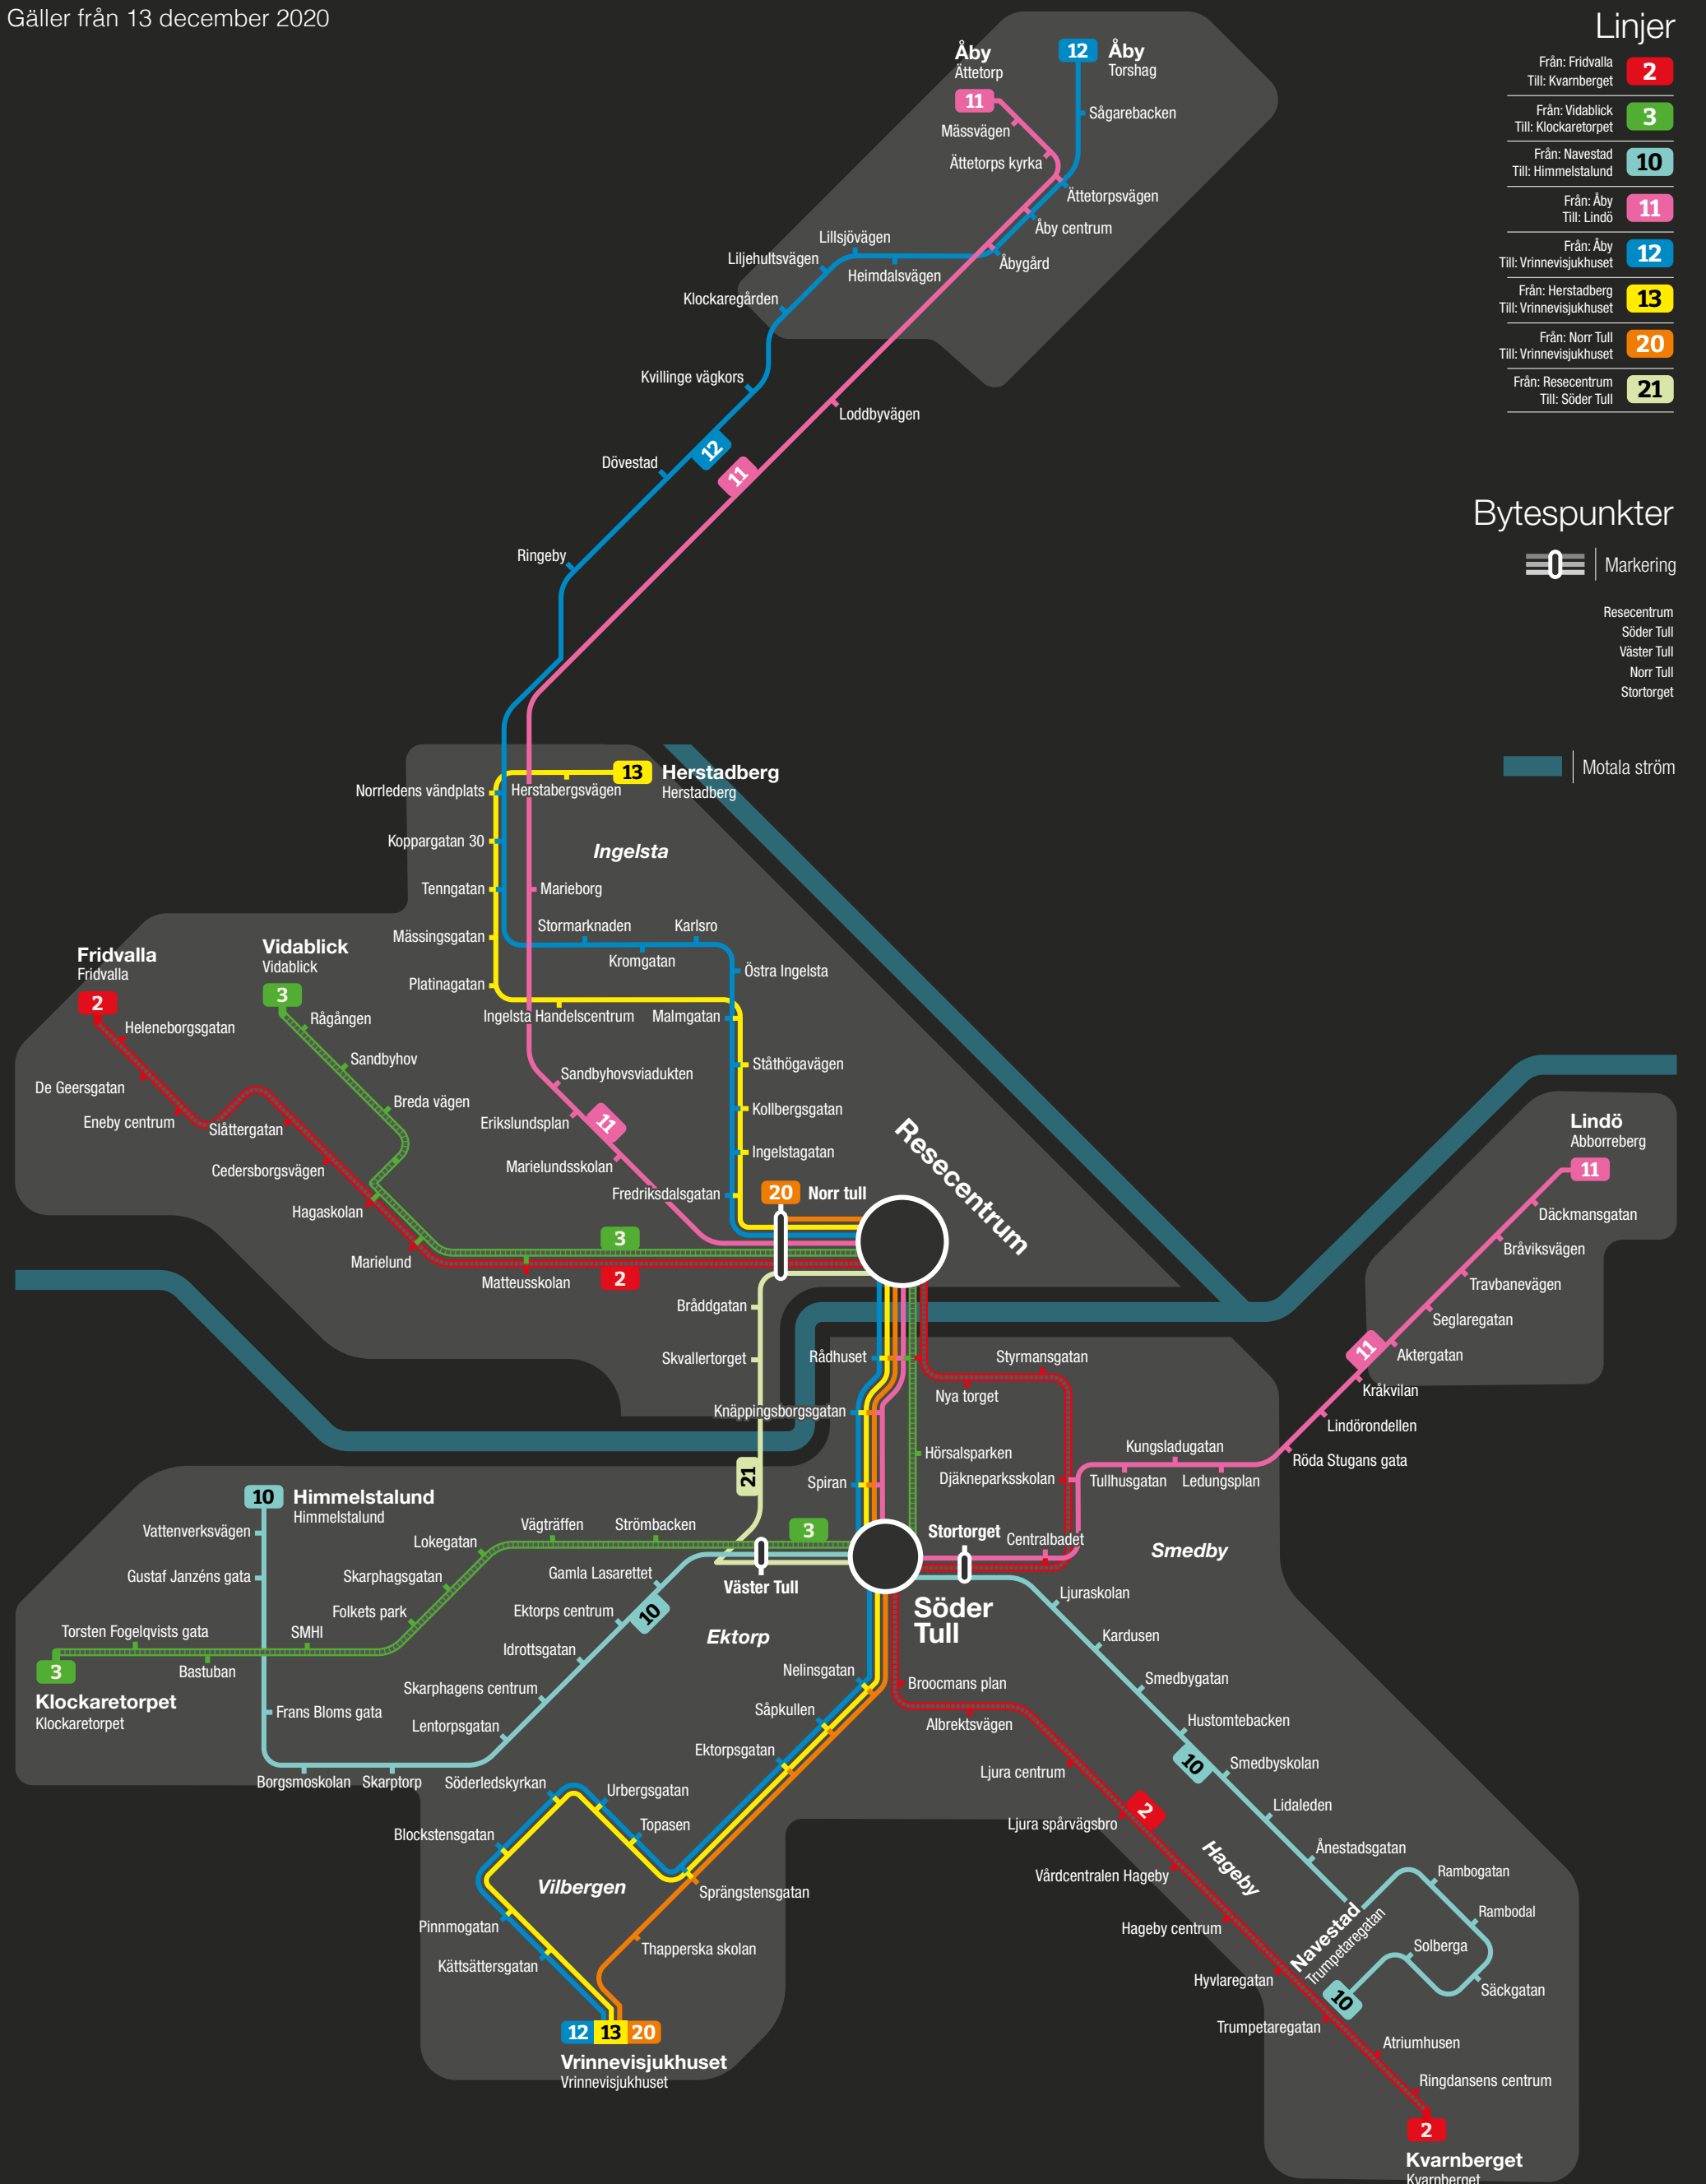 Gäller från 13 december 2020
Linjer
Från: Fridvalla
Till: Kvarnberget
2
Från: Vidablick
Till: Klockaretorpet
3
Från: Navestad
Till: Himmelstalund
10
Från: Åby
Till: Lindö
11
Från: Åby
Till: Vrinnevisjukhuset
12
Från: Herstadberg
Till: Vrinnevisjukhuset
13
Från: Norr Tull
Till: Vrinnevisjukhuset
20
Från: Resecentrum
Till: Söder Tull
21
Bytespunkter
Markering
Resecentrum
Söder Tull
Väster Tull
Norr Tull
Stortorget
Motala ström
Åby
Ättetorp
11
12
Åby
Torshag
Mässvägen
Sågarebacken
Ättetorps kyrka
Ättetorpsvägen
Åby centrum
Åbygård
Lillsjövägen
Liljehultsvägen
Heimdalsvägen
Klockaregården
Kvillinge vägkors
Loddbyvägen
12
11
Dövestad
Ringeby
13
Herstadberg
Herstadberg
Norrledens vändplats
Herstabergsvägen
Koppargatan 30
Ingelsta
Tenngatan
Marieborg
Mässingsgatan
Stormarknaden
Karlsro
Kromgatan
Östra Ingelsta
Platinagatan
Ingelsta Handelscentrum
Malmgatan
Fridvalla
Fridvalla
2
Vidablick
Vidablick
3
Heleneborgsgatan
Rågången
Sandbyhov
De Geersgatan
Breda vägen
Eneby centrum
Slåttergatan
Cedersborgsvägen
Hagaskolan
Marielund
Matteusskolan
3
2
Sandbyhovsviadukten
Erikslundsplan
11
Marielundsskolan
Ståthögavägen
Kollbergsgatan
Ingelstagatan
Fredriksdalsgatan
20
Norr tull
Resecentrum
Bråddgatan
Skvallertorget
Rådhuset
Knäppingsborgsgatan
Spiran
21
Styrmansgatan
Nya torget
Hörsalsparken
Djäkneparksskolan
Kungsladugatan
Tullhusgatan
Ledungsplan
Centralbadet
Stortorget
Smedby
Lindö
Abborreberg
11
Däckmansgatan
Bråviksvägen
Travbanevägen
Seglaregatan
11
Aktergatan
Kråkvilan
Lindörondellen
Röda Stugans gata
10
Himmelstalund
Himmelstalund
Vattenverksvägen
Gustaf Janzéns gata
Lokegatan
Vägträffen
Strömbacken
3
Skarphagsgatan
Folkets park
SMHI
Torsten Fogelqvists gata
Bastuban
3
Klockaretorpet
Klockaretorpet
Frans Bloms gata
Borgsmoskolan
Skarptorp
Gamla Lasarettet
Ektorps centrum
10
Idrottsgatan
Skarphagens centrum
Lentorpsgatan
Väster Tull
Ektorp
Söder
Tull
Nelinsgatan
Såpkullen
Ektorpsgatan
Söderledskyrkan
Urbergsgatan
Topasen
Blockstensgatan
Vilbergen
Sprängstensgatan
Pinnmogatan
Kättsättersgatan
Thapperska skolan
12
13
20
Vrinnevisjukhuset
Vrinnevisjukhuset
Broocmans plan
Albrektsvägen
Ljura centrum
2
Ljura spårvägsbro
Vårdcentralen Hageby
Hageby
Hageby centrum
Hyvlaregatan
Trumpetaregatan
Atriumhusen
Ringdansens centrum
2
Kvarnberget
Kvarnberget
Ljuraskolan
Kardusen
Smedbygatan
Hustomtebacken
10
Smedbyskolan
Lidaleden
Ånestadsgatan
Rambogatan
Rambodal
Solberga
Säckgatan
Navestad
Trumpetaregatan
10